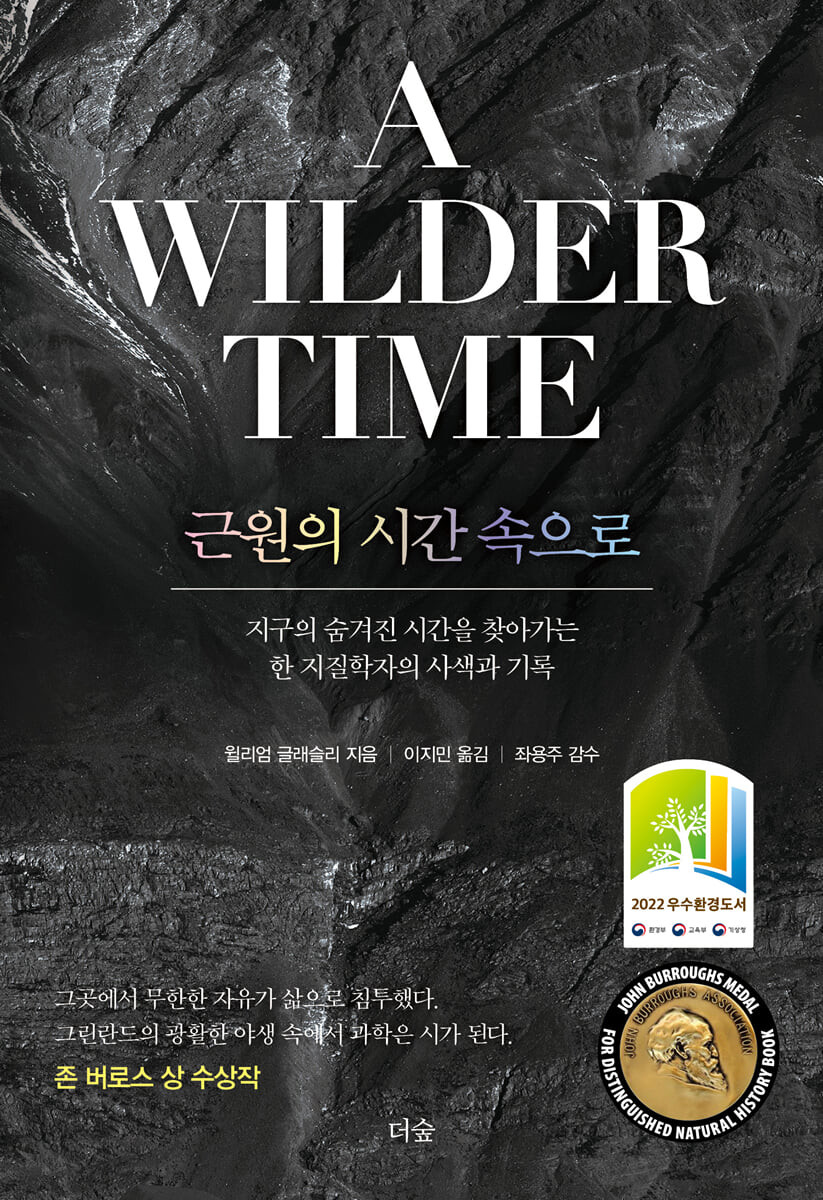 A
WILDER
TIME
근원의 시간 속으로
지구의 숨겨진 시간을 찾아가는
한 지질학자의 사색과 기록
윌리엄 글래슬리 지음 | 이지민 옮김 | 좌용주 감수
2022 우수환경도서
환경부 교육부 기상청
그곳에서 무한한 자유가 삶으로 침투했다.
그린란드의 광활한 야생 속에서 과학은 시가 된다.
존 버로스 상 수상작
JOHN BURROUGHS MEDAL
FOR DISTINGUISHED NATURAL HISTORY BOOK
JOHN BURROUGHS ASSOCIATION
더숲